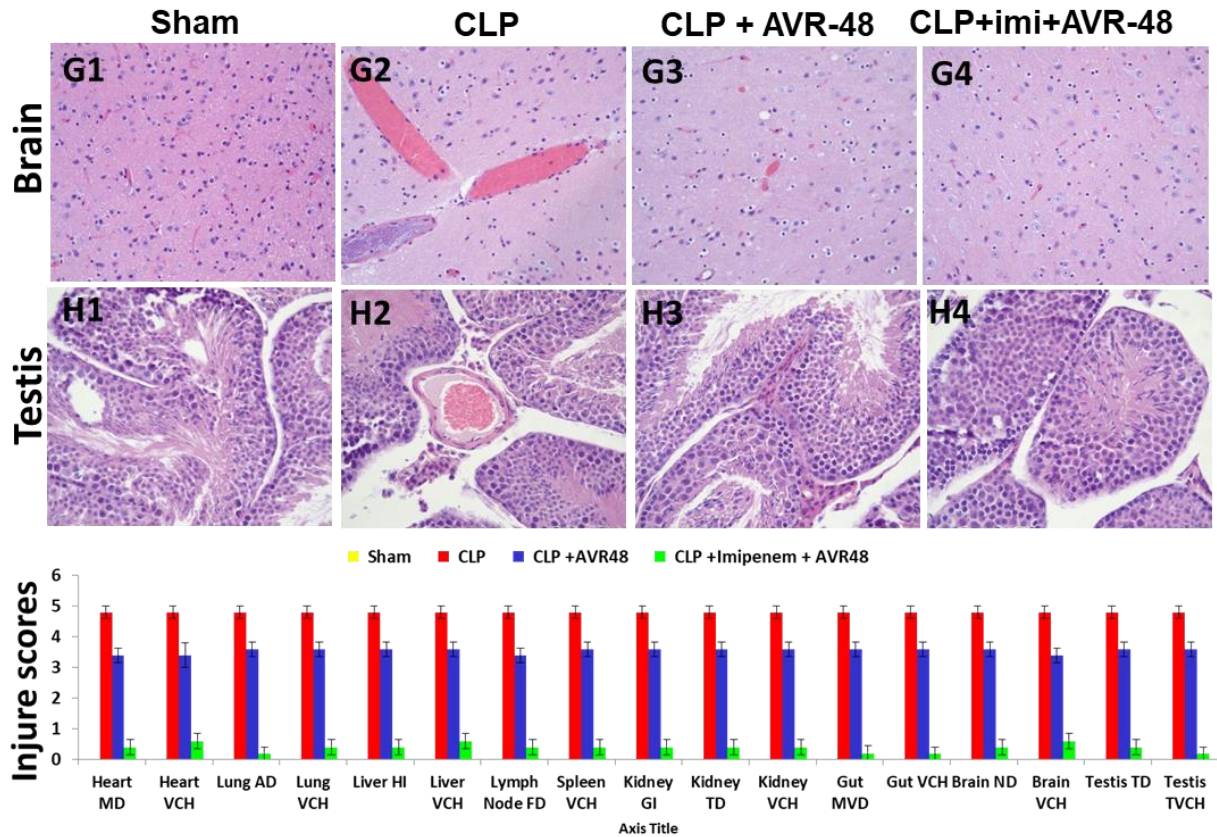 Sham CLP CLP + AVR-48 CLP+imi+AVR-48
Brain
G1 G2 G3 G4
Testis
H1 H2 H3 H4
Sham CLP CLP +AVR48 CLP +Imipenem + AVR48
Injure scores
6
5
4
3
2
1
0
Heart MD
Heart VCH
Lung AD
Lung VCH
Liver HI
Liver VCH
Lymph Node FD
Spleen VCH
Kidney GI
Kidney TD
Kidney VCH
Gut MVD
Gut VCH
Brain ND
Brain VCH
Testis TD
Testis TVCH
Axis Title